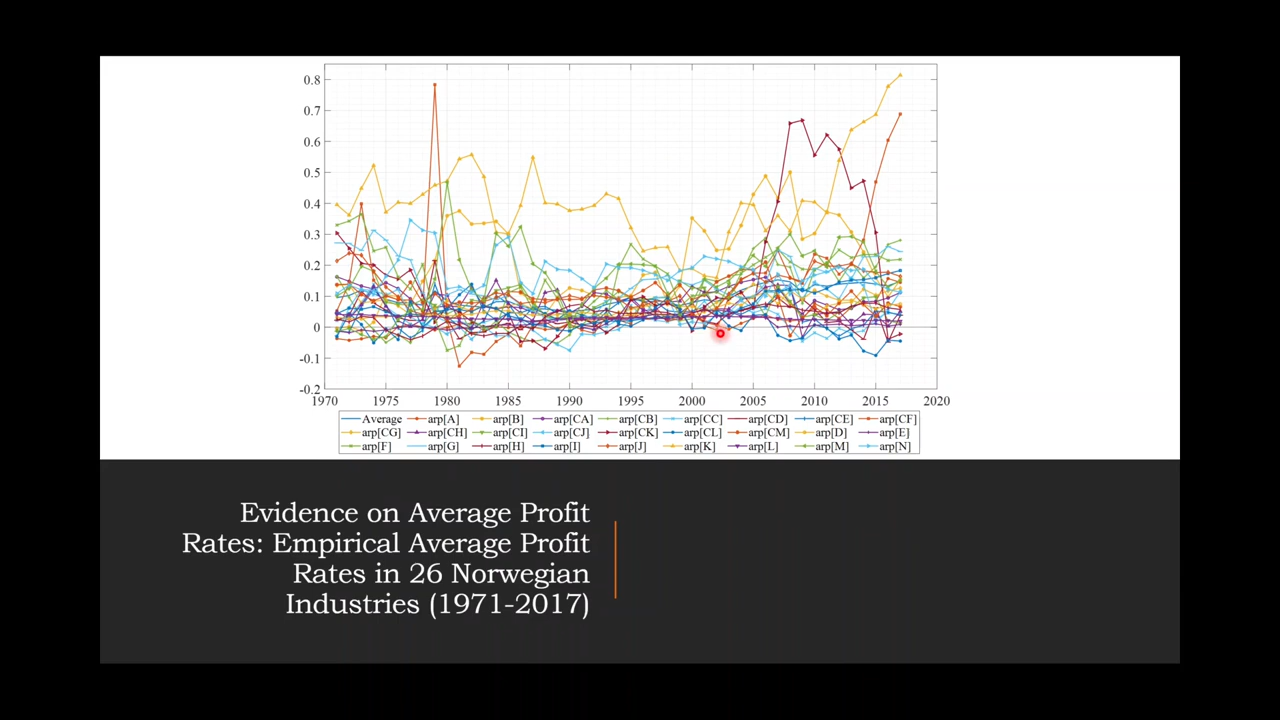 0.8
0.7
0.6
0.5
0.4
0.3
0.2
0.1
0
-0.1
-0.2
1970 1975 1980 1985 1990 1995 2000 2005 2010 2015 2020
Average arp[A] arp[B] arp[CA] arp[CB] arp[CC] arp[CD] arp[CE] arp[CF]
arp[CG] arp[CH] arp[CI] arp[CJ] arp[CK] arp[CL] arp[CM] arp[D] arp[E]
arp[F] arp[G] arp[H] arp[I] arp[J] arp[K] arp[L] arp[M] arp[N]
Evidence on Average Profit
Rates: Empirical Average Profit
Rates in 26 Norwegian
Industries (1971-2017)